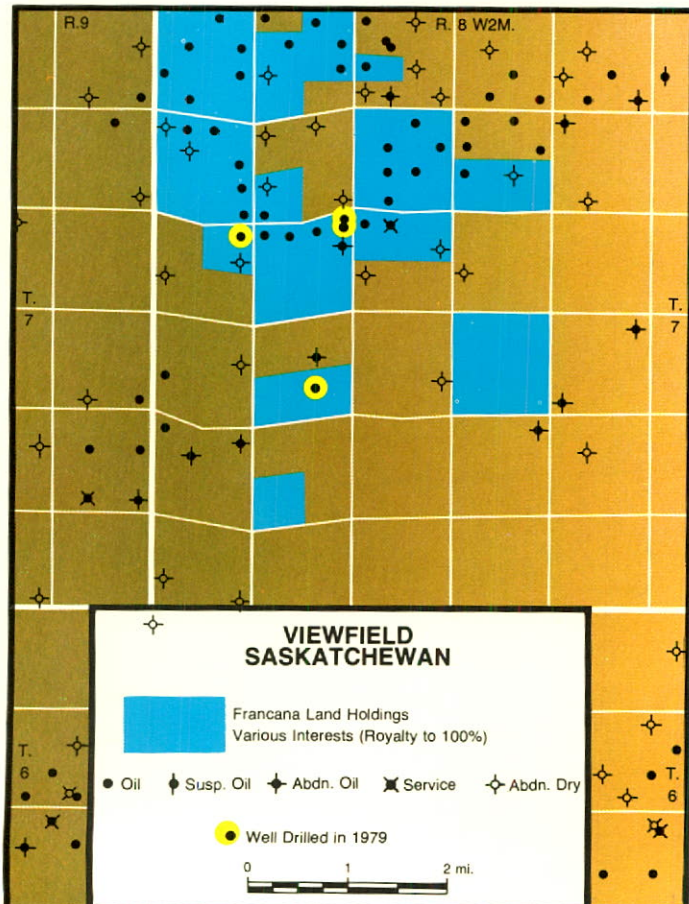 R.9
R. 8 W2M.
T.
7
T.
7
VIEWFIELD
SASKATCHEWAN
Francana Land Holdings
Various Interests (Royalty to 100%)
Oil Susp. Oil Abdn. Oil Service Abdn. Dry
Well Drilled in 1979
0 1 2 mi.
T.
6
T.
6